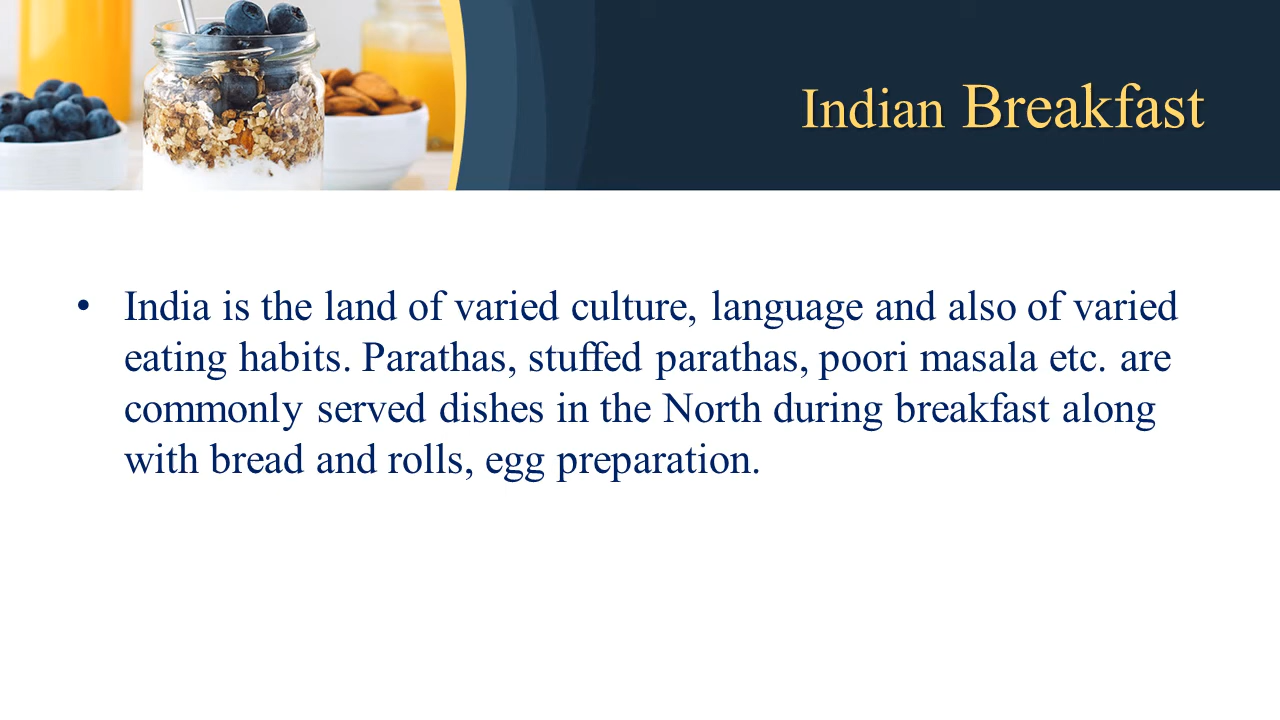 Indian Breakfast
• India is the land of varied culture, language and also of varied
eating habits. Parathas, stuffed parathas, poori masala etc. are
commonly served dishes in the North during breakfast along
with bread and rolls, egg preparation.